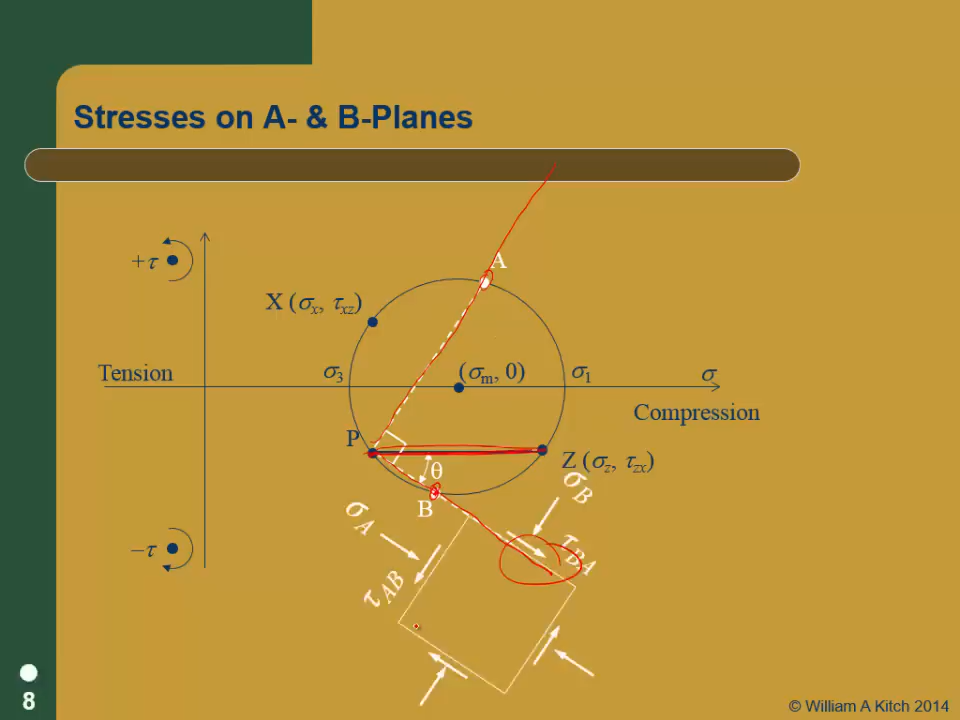 Stresses on A- & B-Planes
+τ
A
X (σx, τxz)
Tension
σ3
(σm, 0)
σ1
σ
Compression
P
θ
Z (σz, τzx)
B
σA
σB
−τ
τBA
τAB
8
© William A Kitch 2014